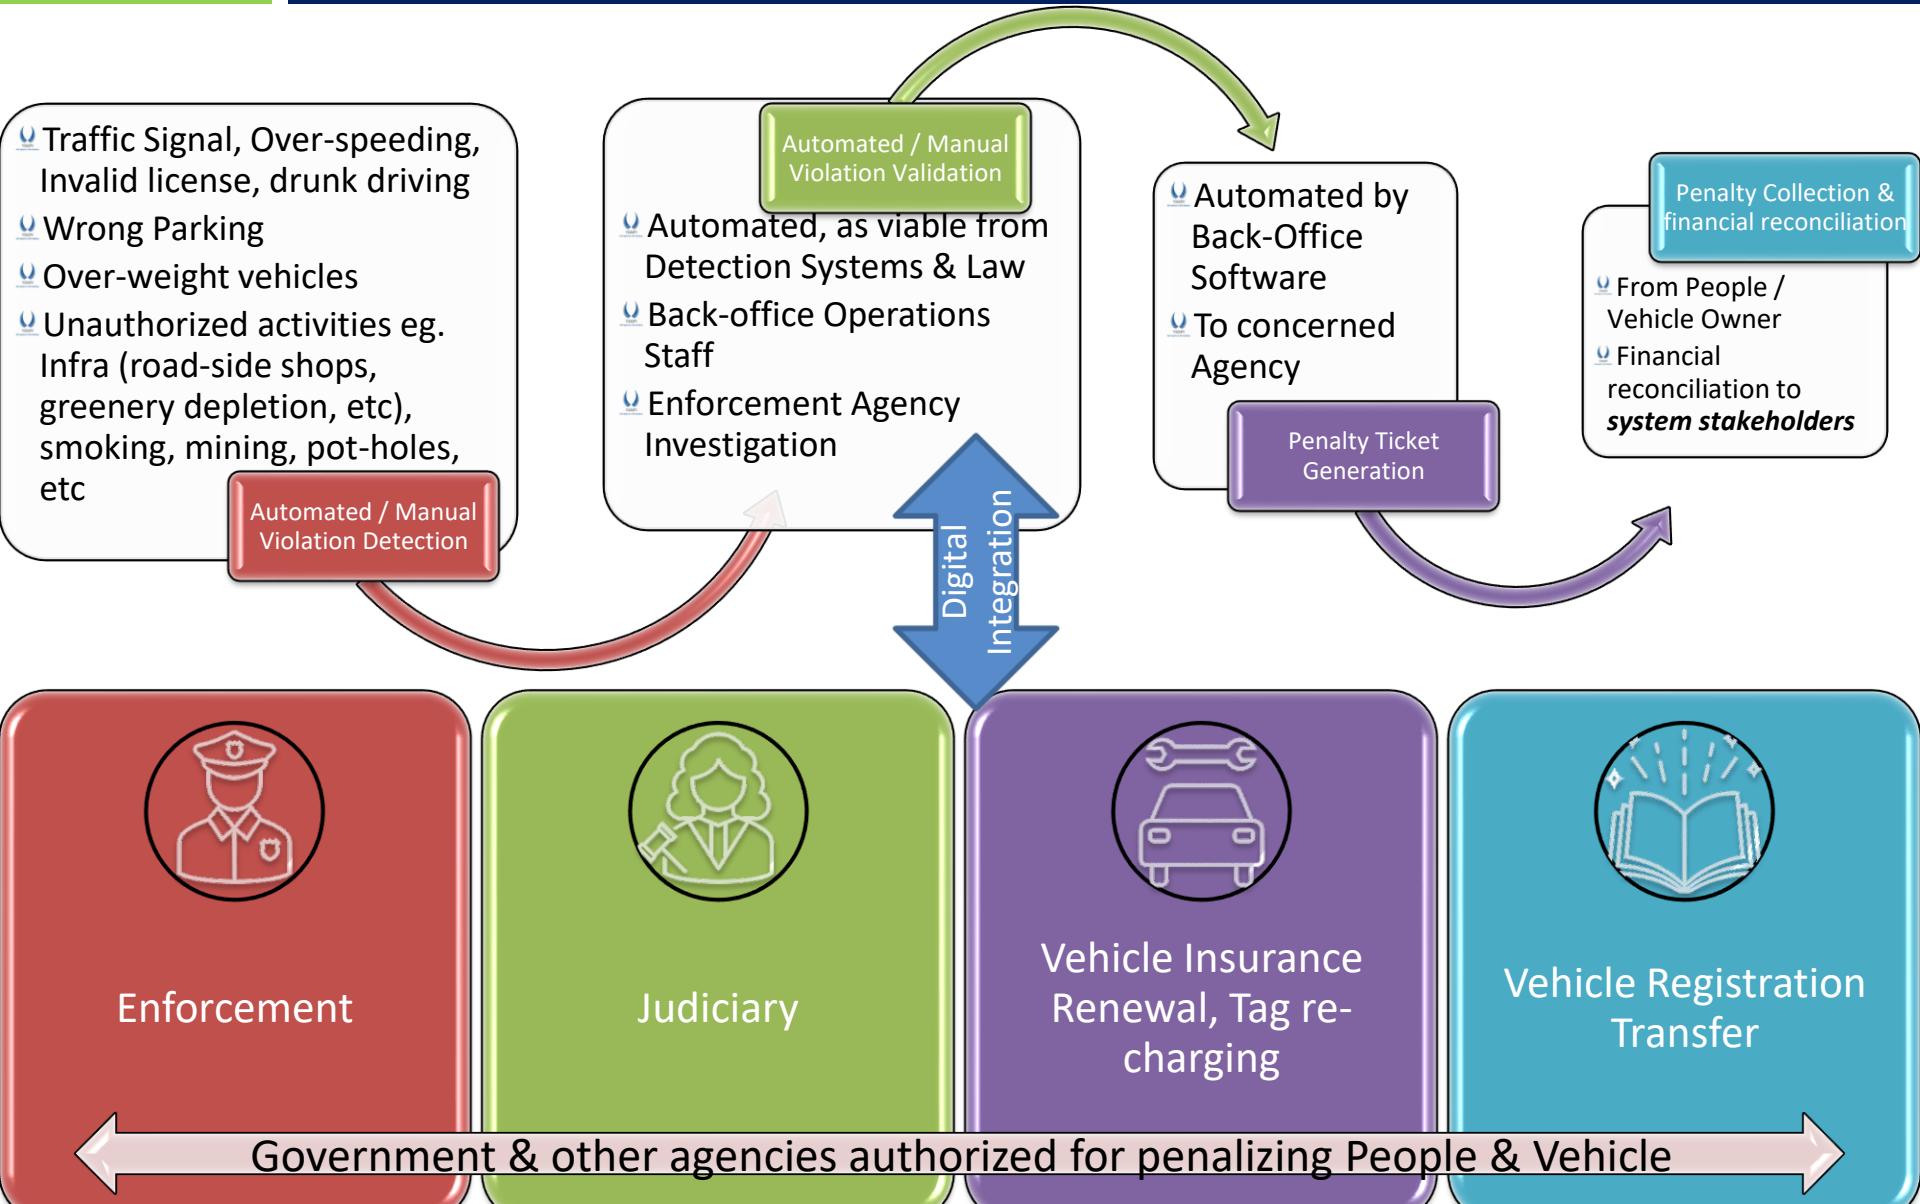 Traffic Signal, Over-speeding,
Invalid license, drunk driving
Wrong Parking
Over-weight vehicles
Unauthorized activities eg.
Infra (road-side shops,
greenery depletion, etc),
smoking, mining, pot-holes,
etc
Automated / Manual
Violation Detection
Automated / Manual
Violation Validation
Automated, as viable from
Detection Systems & Law
Back-office Operations
Staff
Enforcement Agency
Investigation
Automated by
Back-Office
Software
To concerned
Agency
Penalty Ticket
Generation
Penalty Collection &
financial reconciliation
From People /
Vehicle Owner
Financial
reconciliation to
system stakeholders
Digital
Integration
Enforcement
Judiciary
Vehicle Insurance
Renewal, Tag re-
charging
Vehicle Registration
Transfer
Government & other agencies authorized for penalizing People & Vehicle